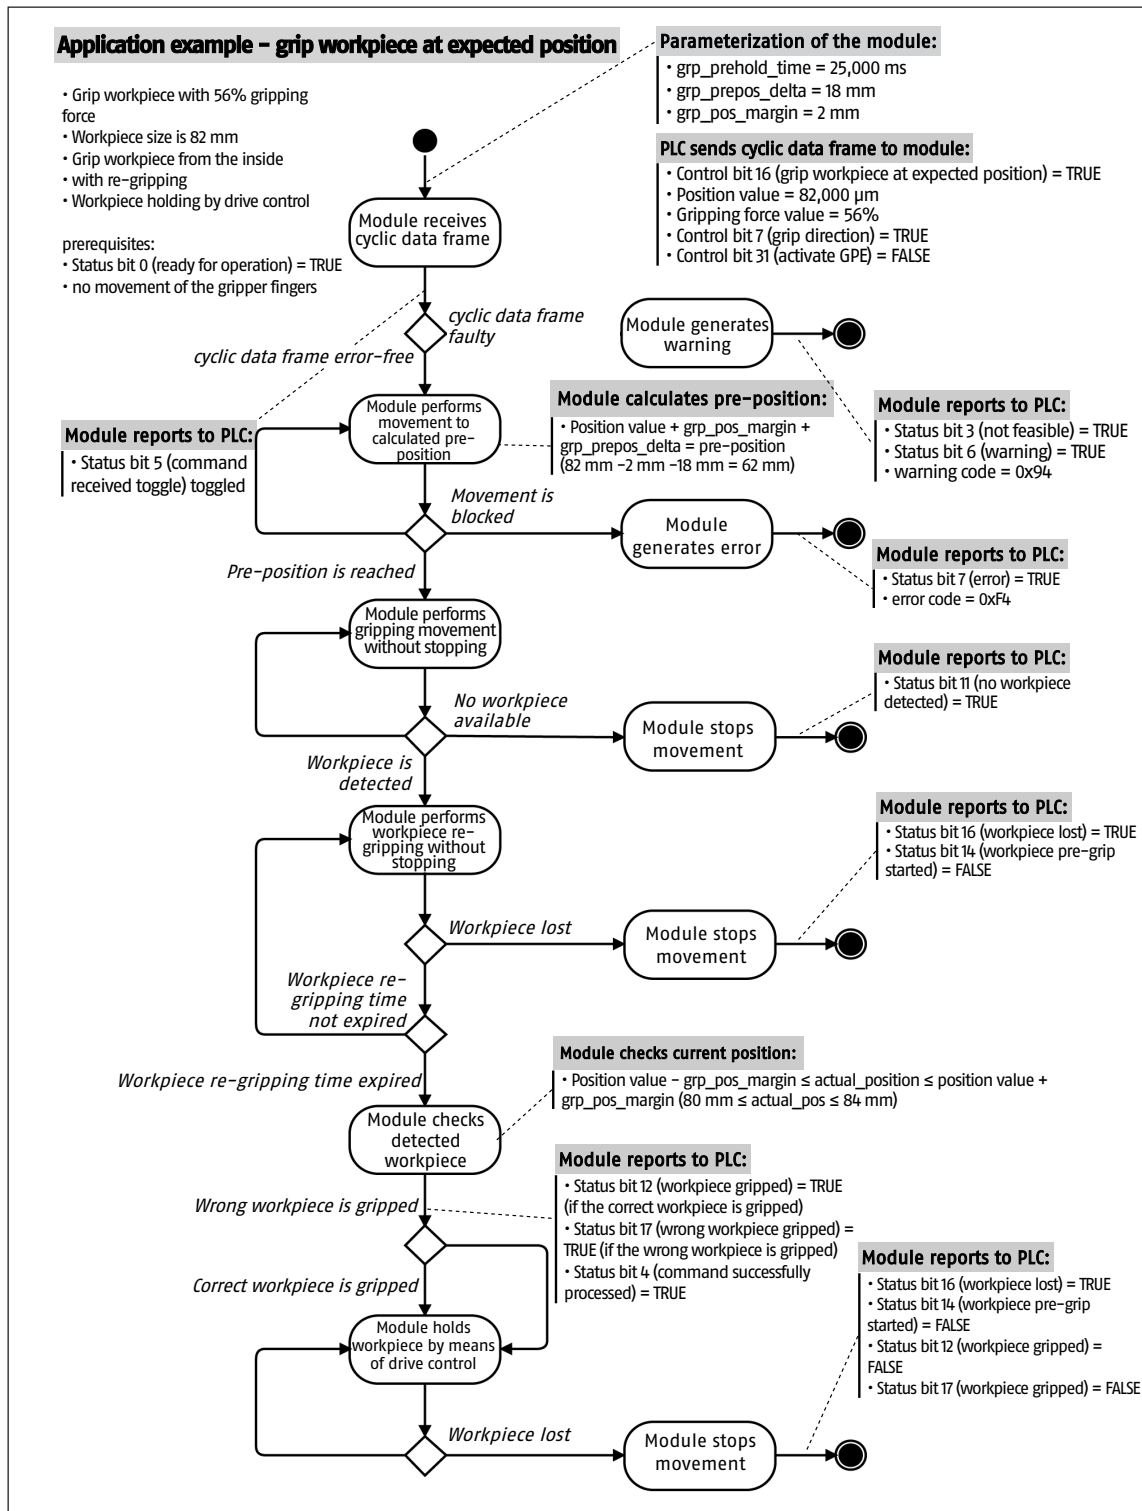 Application example – grip workpiece at expected position
• Grip workpiece with 56% gripping
force
• Workpiece size is 82 mm
• Grip workpiece from the inside
• with re-gripping
• Workpiece holding by drive control
prerequisites:
• Status bit 0 (ready for operation) = TRUE
• no movement of the gripper fingers
Parameterization of the module:
• grp_prehold_time = 25,000 ms
• grp_prepos_delta = 18 mm
• grp_pos_margin = 2 mm
PLC sends cyclic data frame to module:
• Control bit 16 (grip workpiece at expected position) = TRUE
• Position value = 82,000 µm
• Gripping force value = 56%
• Control bit 7 (grip direction) = TRUE
• Control bit 31 (activate GPE) = FALSE
Module receives
cyclic data frame
cyclic data frame
faulty
cyclic data frame error-free
Module generates
warning
Module reports to PLC:
• Status bit 3 (not feasible) = TRUE
• Status bit 6 (warning) = TRUE
• warning code = 0x94
Module reports to PLC:
• Status bit 5 (command
received toggle) toggled
Module performs
movement to
calculated pre-
position
Module calculates pre-position:
• Position value + grp_pos_margin +
grp_prepos_delta = pre-position
(82 mm –2 mm –18 mm = 62 mm)
Movement is
blocked
Module
generates error
Module reports to PLC:
• Status bit 7 (error) = TRUE
• error code = 0xF4
Pre-position is reached
Module performs
gripping movement
without stopping
No workpiece
available
Module stops
movement
Module reports to PLC:
• Status bit 11 (no workpiece
detected) = TRUE
Workpiece is
detected
Module performs
workpiece re-
gripping without
stopping
Workpiece lost
Module stops
movement
Module reports to PLC:
• Status bit 16 (workpiece lost) = TRUE
• Status bit 14 (workpiece pre-grip
started) = FALSE
Workpiece re-
gripping time
not expired
Workpiece re-gripping time expired
Module checks
detected
workpiece
Module checks current position:
• Position value – grp_pos_margin ≤ actual_position ≤ position value +
grp_pos_margin (80 mm ≤ actual_pos ≤ 84 mm)
Module reports to PLC:
• Status bit 12 (workpiece gripped) = TRUE
(if the correct workpiece is gripped)
• Status bit 17 (wrong workpiece gripped) =
TRUE (if the wrong workpiece is gripped)
• Status bit 4 (command successfully
processed) = TRUE
Wrong workpiece is gripped
Correct workpiece is gripped
Module holds
workpiece by means
of drive control
Workpiece lost
Module stops
movement
Module reports to PLC:
• Status bit 16 (workpiece lost) = TRUE
• Status bit 14 (workpiece pre-grip
started) = FALSE
• Status bit 12 (workpiece gripped) =
FALSE
• Status bit 17 (workpiece gripped) = FALSE